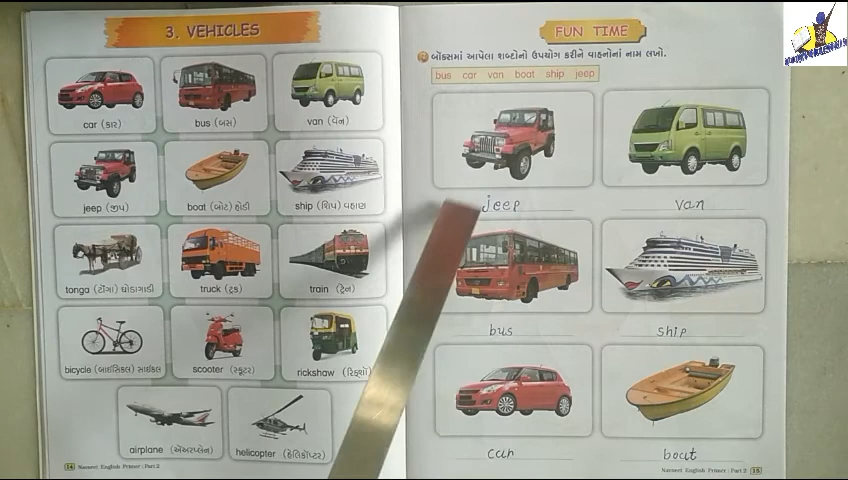 3. VEHICLES
car (કાર)
bus (બસ)
van (વૅન)
jeep (જીપ)
boat (બોટ) હોડી
ship (શિપ) વહાણ
tonga (ટૉંગા) ઘોડાગાડી
truck (ટ્રક)
train (ટ્રેન)
bicycle (બાઇસિકલ) સાઇકલ
scooter (સ્કૂટર)
rickshaw (રિક્શૉ)
airplane (એઅરપ્લેન)
helicopter (હેલિકૉપ્ટર)
14 Navneet English Primer : Part 2
FUN TIME
બૉક્સમાં આપેલા શબ્દોનો ઉપયોગ કરીને વાહનોનાં નામ લખો.
bus car van boat ship jeep
jeep
van
bus
ship
car
boat
Navneet English Primer : Part 2 15